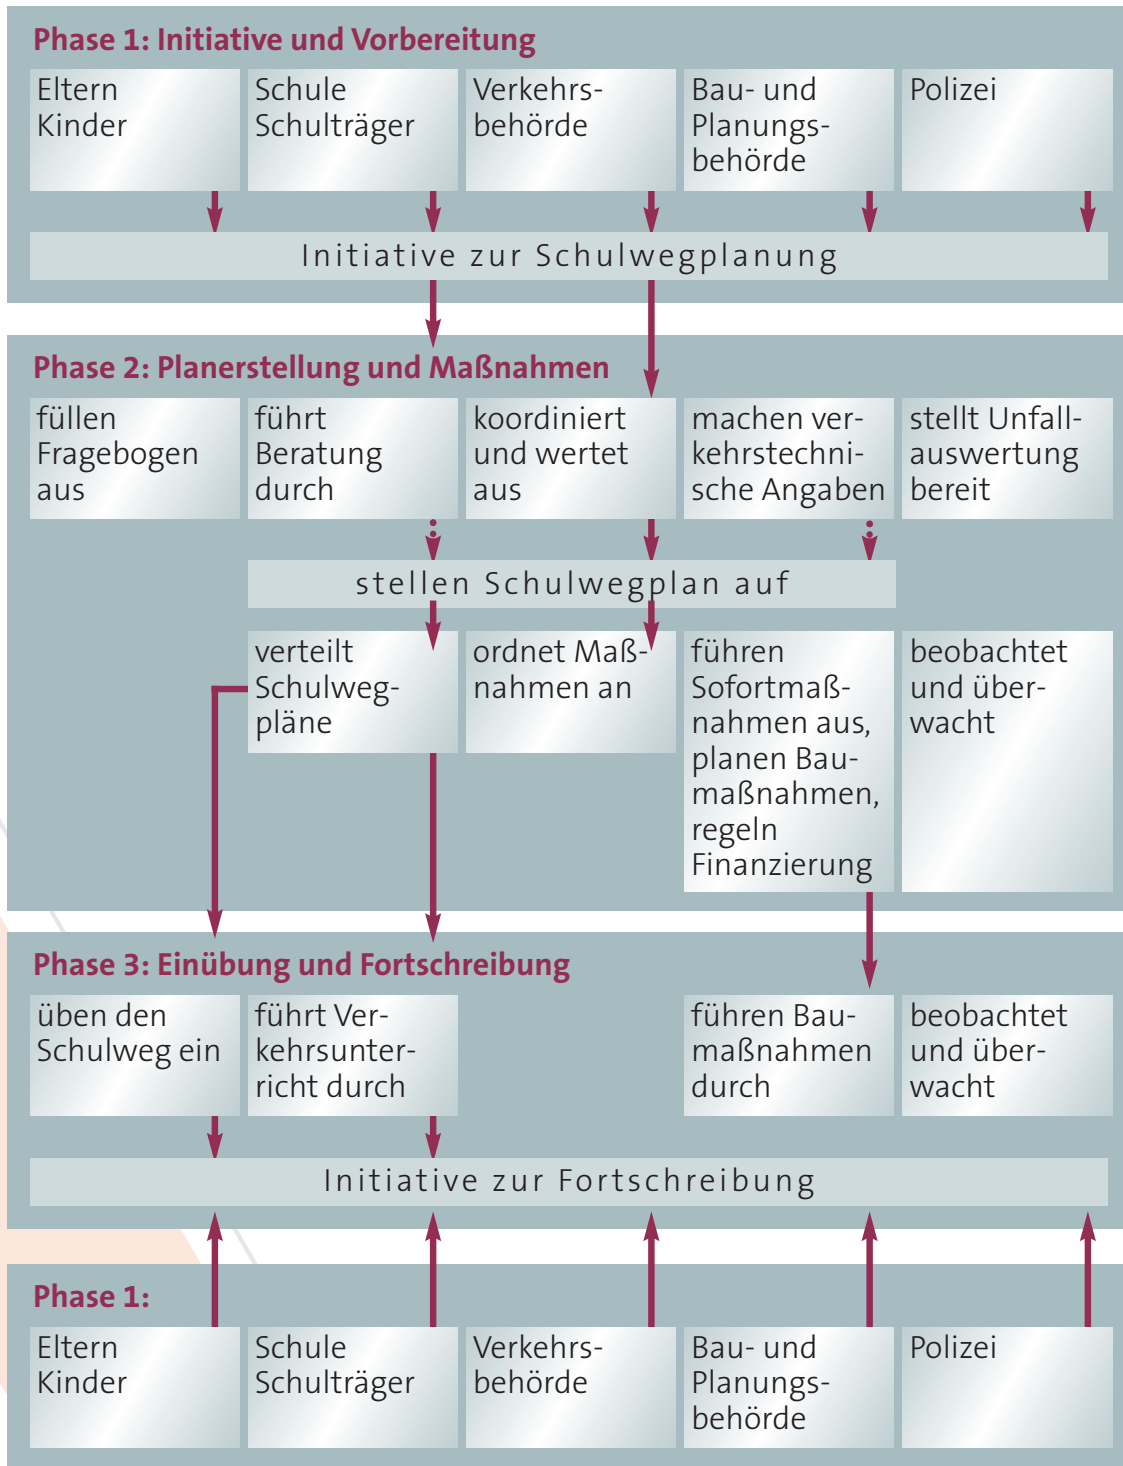 Phase 1: Initiative und Vorbereitung
Eltern
Kinder
Schule
Schulträger
Verkehrs-
behörde
Bau- und
Planungs-
behörde
Polizei
Initiative zur Schulwegplanung
Phase 2: Planerstellung und Maßnahmen
füllen
Fragebogen
aus
führt
Beratung
durch
koordiniert
und wertet
aus
machen ver-
kehrstechni-
sche Angaben
stellt Unfall-
auswertung
bereit
stellen Schulwegplan auf
verteilt
Schulweg-
pläne
ordnet Maß-
nahmen an
führen
Sofortmaß-
nahmen aus,
planen Bau-
maßnahmen,
regeln
Finanzierung
beobachtet
und über-
wacht
Phase 3: Einübung und Fortschreibung
üben den
Schulweg ein
führt Ver-
kehrsunter-
richt durch
führen Bau-
maßnahmen
durch
beobachtet
und über-
wacht
Initiative zur Fortschreibung
Phase 1:
Eltern
Kinder
Schule
Schulträger
Verkehrs-
behörde
Bau- und
Planungs-
behörde
Polizei